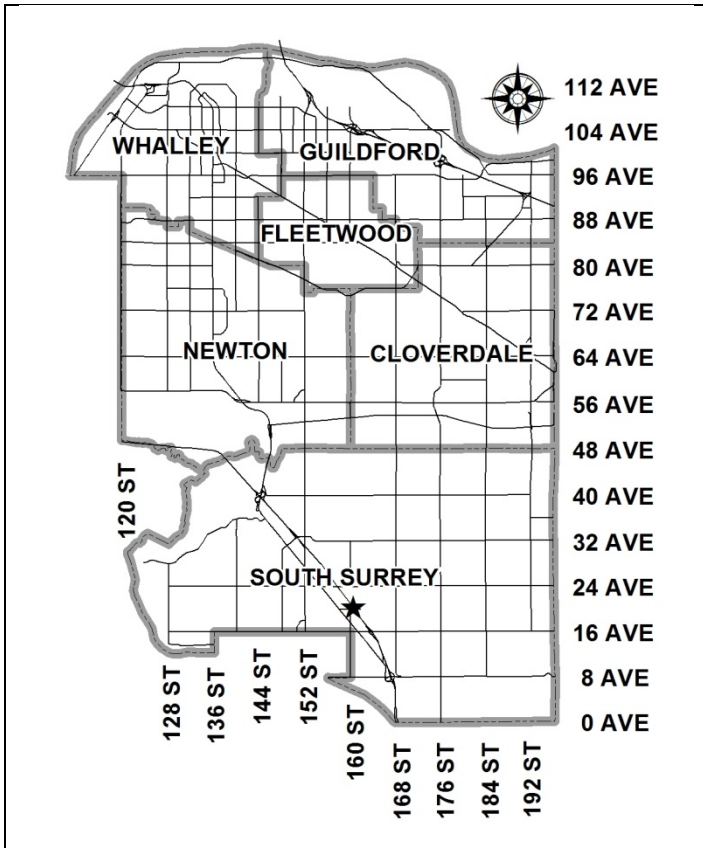 112 AVE
104 AVE
WHALLEY
GUILDFORD
96 AVE
88 AVE
FLEETWOOD
80 AVE
72 AVE
NEWTON
CLOVERDALE
64 AVE
56 AVE
48 AVE
120 ST
40 AVE
32 AVE
SOUTH SURREY
24 AVE
16 AVE
128 ST
136 ST
144 ST
152 ST
160 ST
8 AVE
0 AVE
168 ST
176 ST
184 ST
192 ST